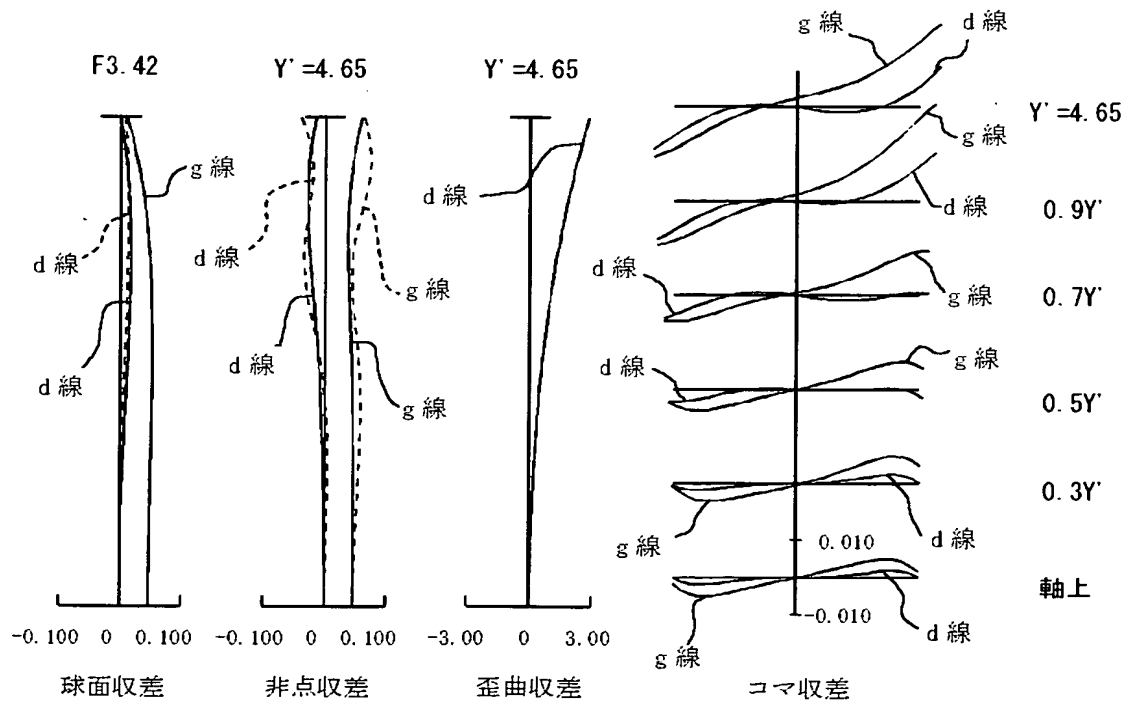 F3.42
g 線
d 線
d 線
-0.100 0 0.100
球面収差
Y'=4.65
d 線
g 線
d 線
g 線
-0.100 0 0.100
非点収差
Y'=4.65
d 線
-3.00 0 3.00
歪曲収差
g 線
d 線
Y'=4.65
g 線
d 線
0.9Y'
d 線
g 線
0.7Y'
g 線
d 線
0.5Y'
0.3Y'
g 線
0.010
d 線
軸上
-0.010
d 線
g 線
コマ収差